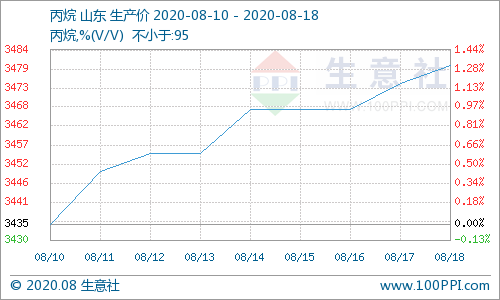 丙烷 山东 生产价 2020-08-10 - 2020-08-18
丙烷,%(V/V) 不小于:95
3484 1.44%
3479 1.28%
3473 1.13%
3468 0.97%
3462 0.81%
3457 0.66%
3452 0.50%
3446 0.34%
3441 0.18%
3435 0.00%
3430 -0.13%
PPI 生意社
100PPI.com
08/10 08/11 08/12 08/13 08/14 08/15 08/16 08/17 08/18
© 2020.08 生意社 www.100PPI.com